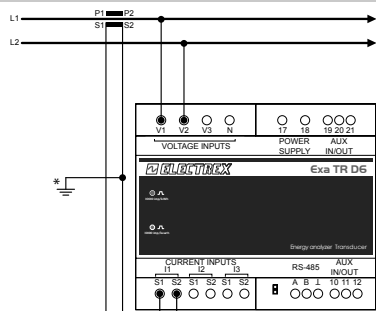 L1 P1 P2
S1 S2
L2
V1 V2 V3 N 17 18 19 20 21
VOLTAGE INPUTS POWER SUPPLY AUX IN/OUT
ELECTREX Exa TR D6
*
Energy analyzer Transducer
CURRENT INPUTS
I1 I2 I3 RS-485 AUX IN/OUT
S1 S2 S1 S2 S1 S2 A B ⊥ 10 11 12